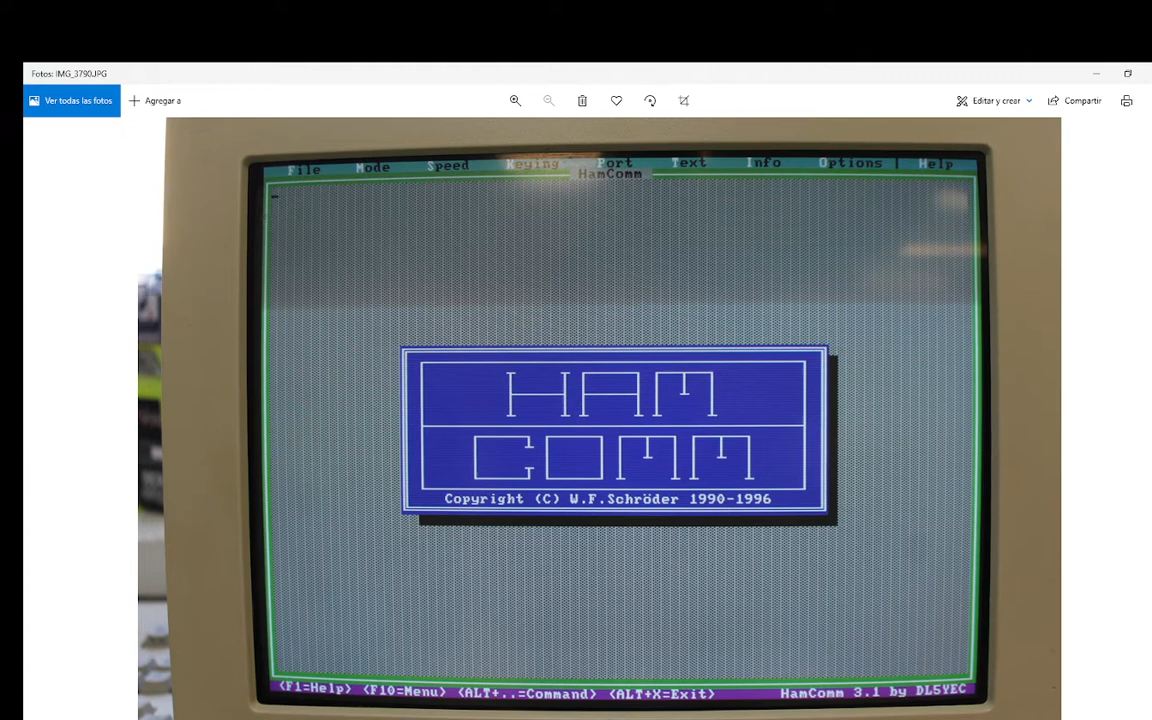 Fotos: IMG_3790.JPG
Ver todas las fotos
Agregar a
Editar y crear
Compartir
File Mode Speed Keying Port Text Info Options | Help
HamComm
HAM
COMM
Copyright (C) W.F.Schröder 1990-1996
<F1=Help> <F10=Menu> <ALT+..=Command> <ALT+X=Exit> HamComm 3.1 by DL5YEC